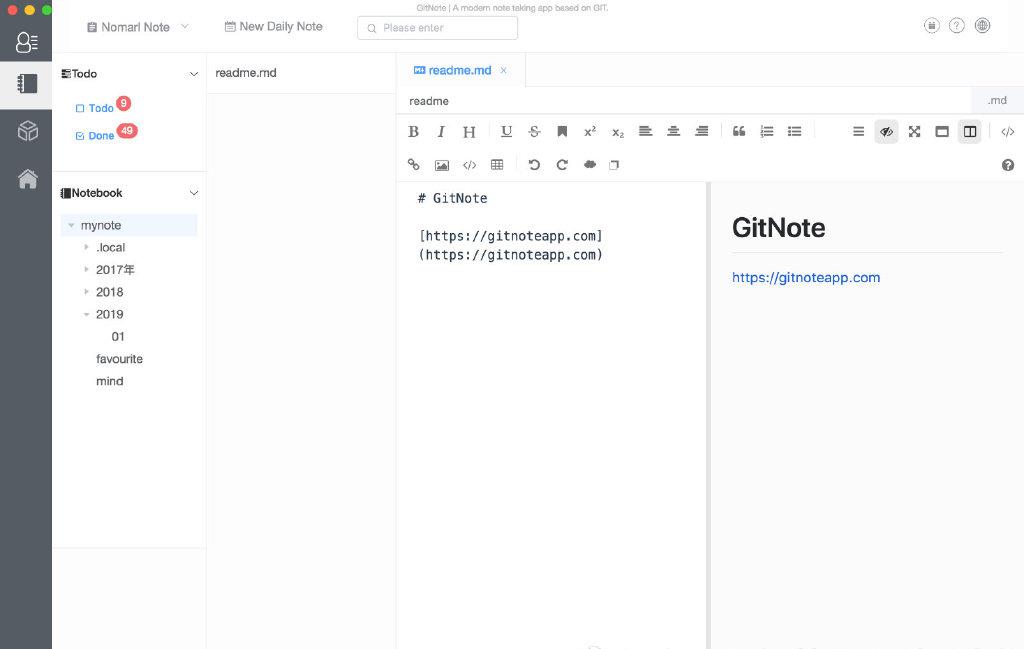 GitNote | A modern note taking app based on GIT.
Nomarl Note
New Daily Note
Please enter
Todo
Todo 9
Done 49
Notebook
mynote
.local
2017年
2018
2019
01
favourite
mind
readme.md
readme.md
readme
.md
B I H U S x² x₂
# GitNote
[https://gitnoteapp.com]
(https://gitnoteapp.com)
GitNote
https://gitnoteapp.com